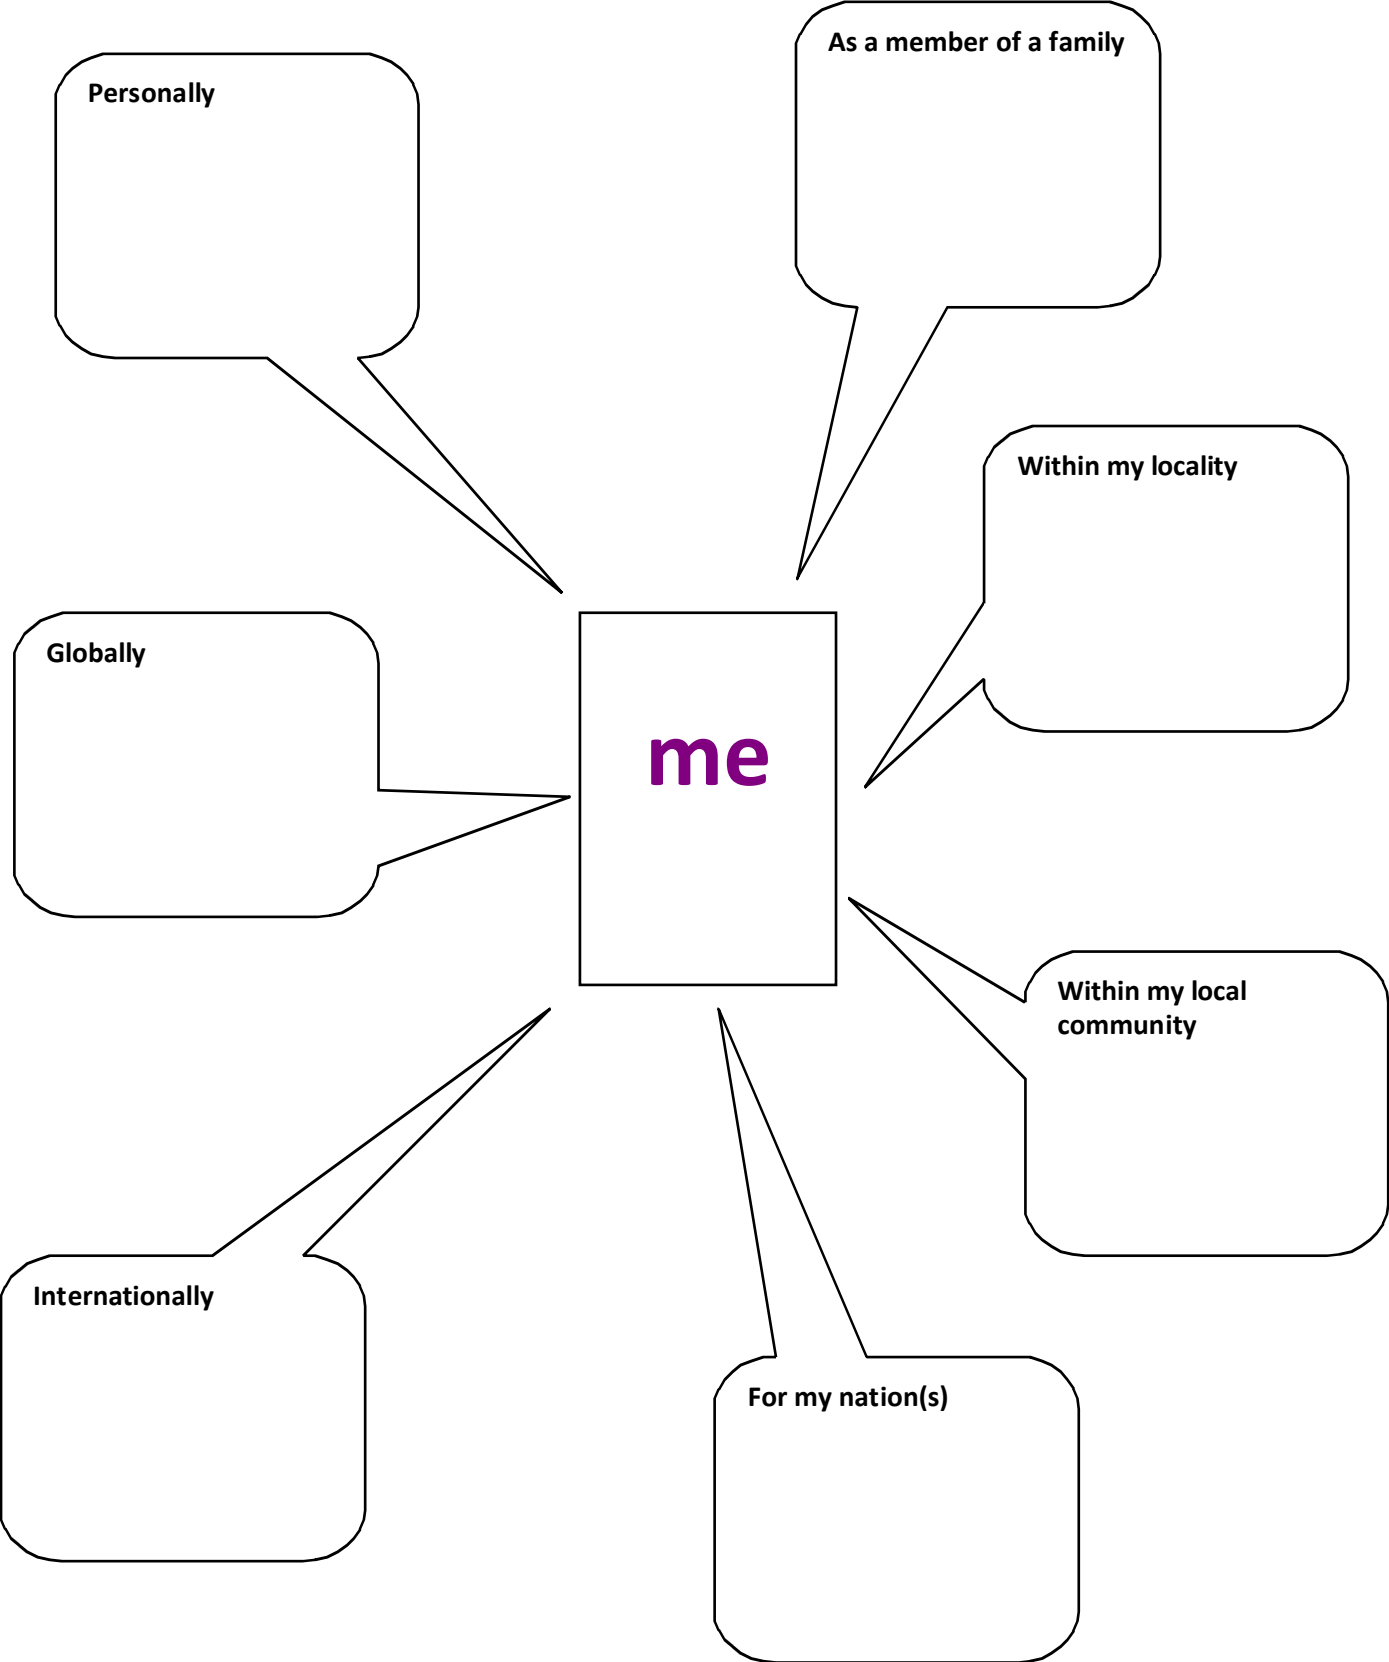 As a member of a family
Personally
Within my locality
Globally
me
Within my local
community
Internationally
For my nation(s)